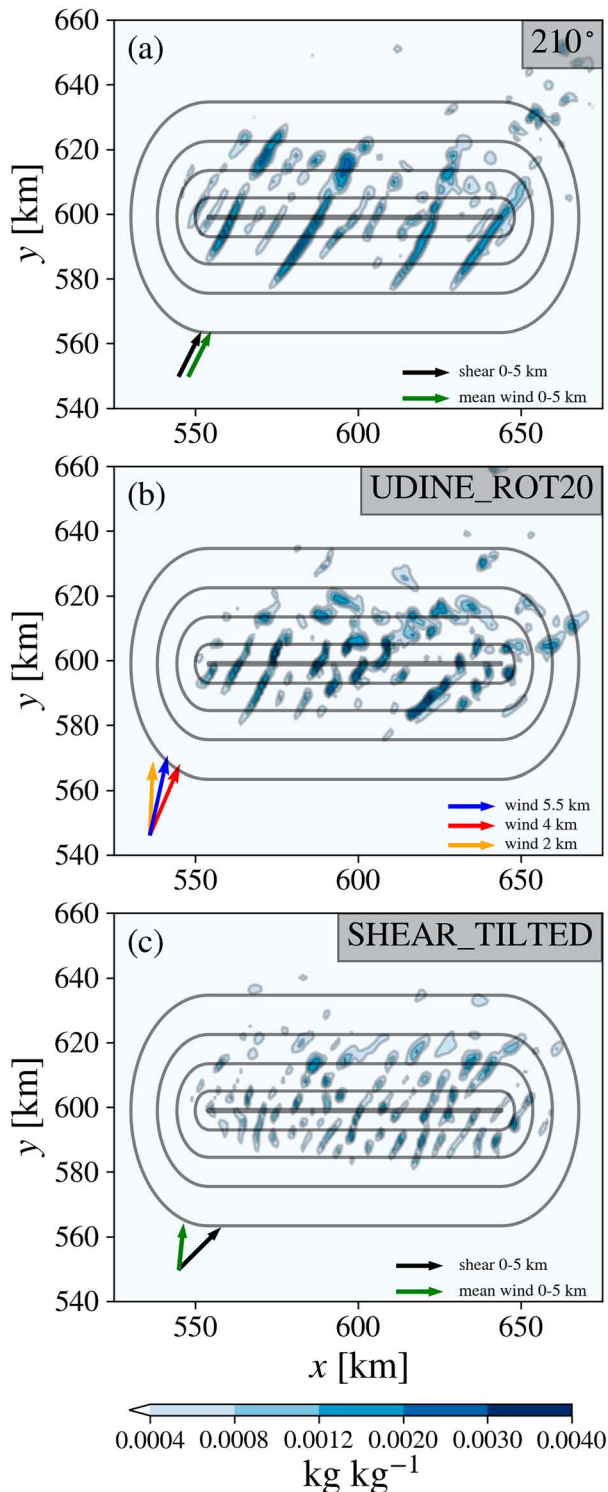 660
640
620
600
580
560
540
y [km]
(a)
210°
shear 0-5 km
mean wind 0-5 km
550
600
650
660
640
620
600
580
560
540
y [km]
(b)
UDINE_ROT20
wind 5.5 km
wind 4 km
wind 2 km
550
600
650
660
640
620
600
580
560
540
y [km]
(c)
SHEAR_TILTED
shear 0-5 km
mean wind 0-5 km
550
600
650
x [km]
0.0004 0.0008 0.0012 0.0020 0.0030 0.0040
kg kg⁻¹